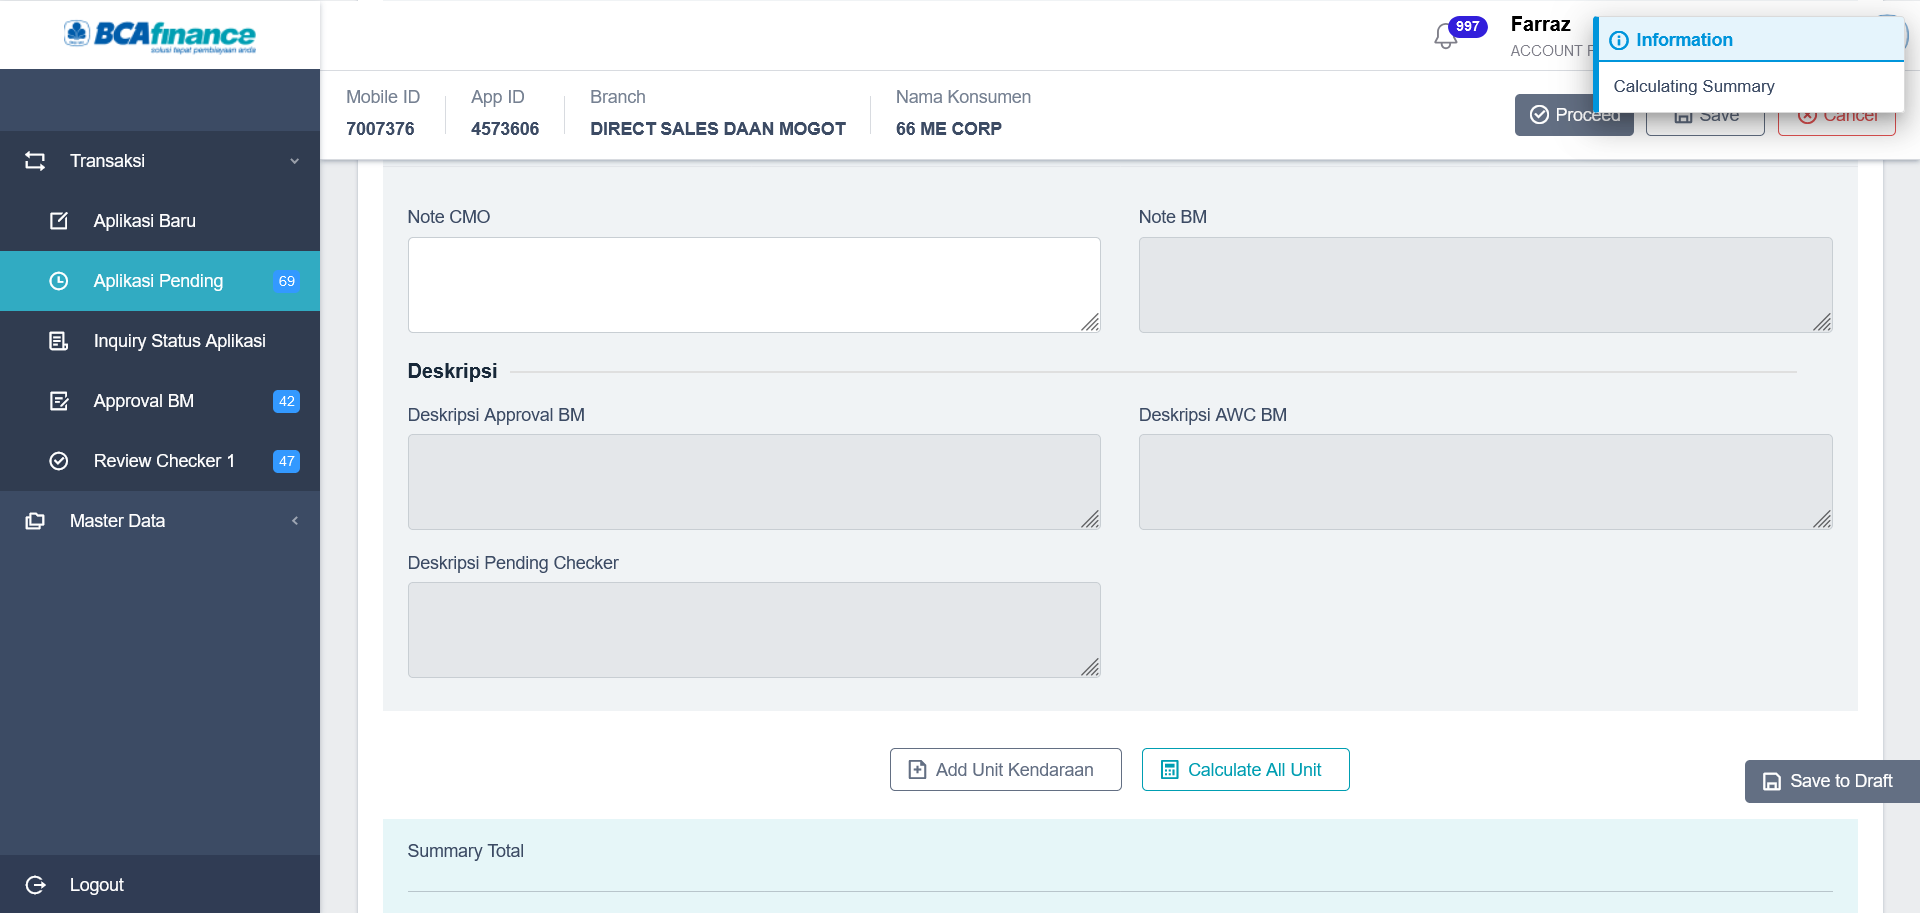 BCAfinance
solusi tepat pembiayaan anda
997
Farraz
ACCOUNT
Information
Calculating Summary
Mobile ID
7007376
App ID
4573606
Branch
DIRECT SALES DAAN MOGOT
Nama Konsumen
66 ME CORP
Proceed
Save
Cancel
Transaksi
Aplikasi Baru
Aplikasi Pending
69
Inquiry Status Aplikasi
Approval BM
42
Review Checker 1
47
Master Data
Logout
Note CMO
Note BM
Deskripsi
Deskripsi Approval BM
Deskripsi AWC BM
Deskripsi Pending Checker
Add Unit Kendaraan
Calculate All Unit
Save to Draft
Summary Total